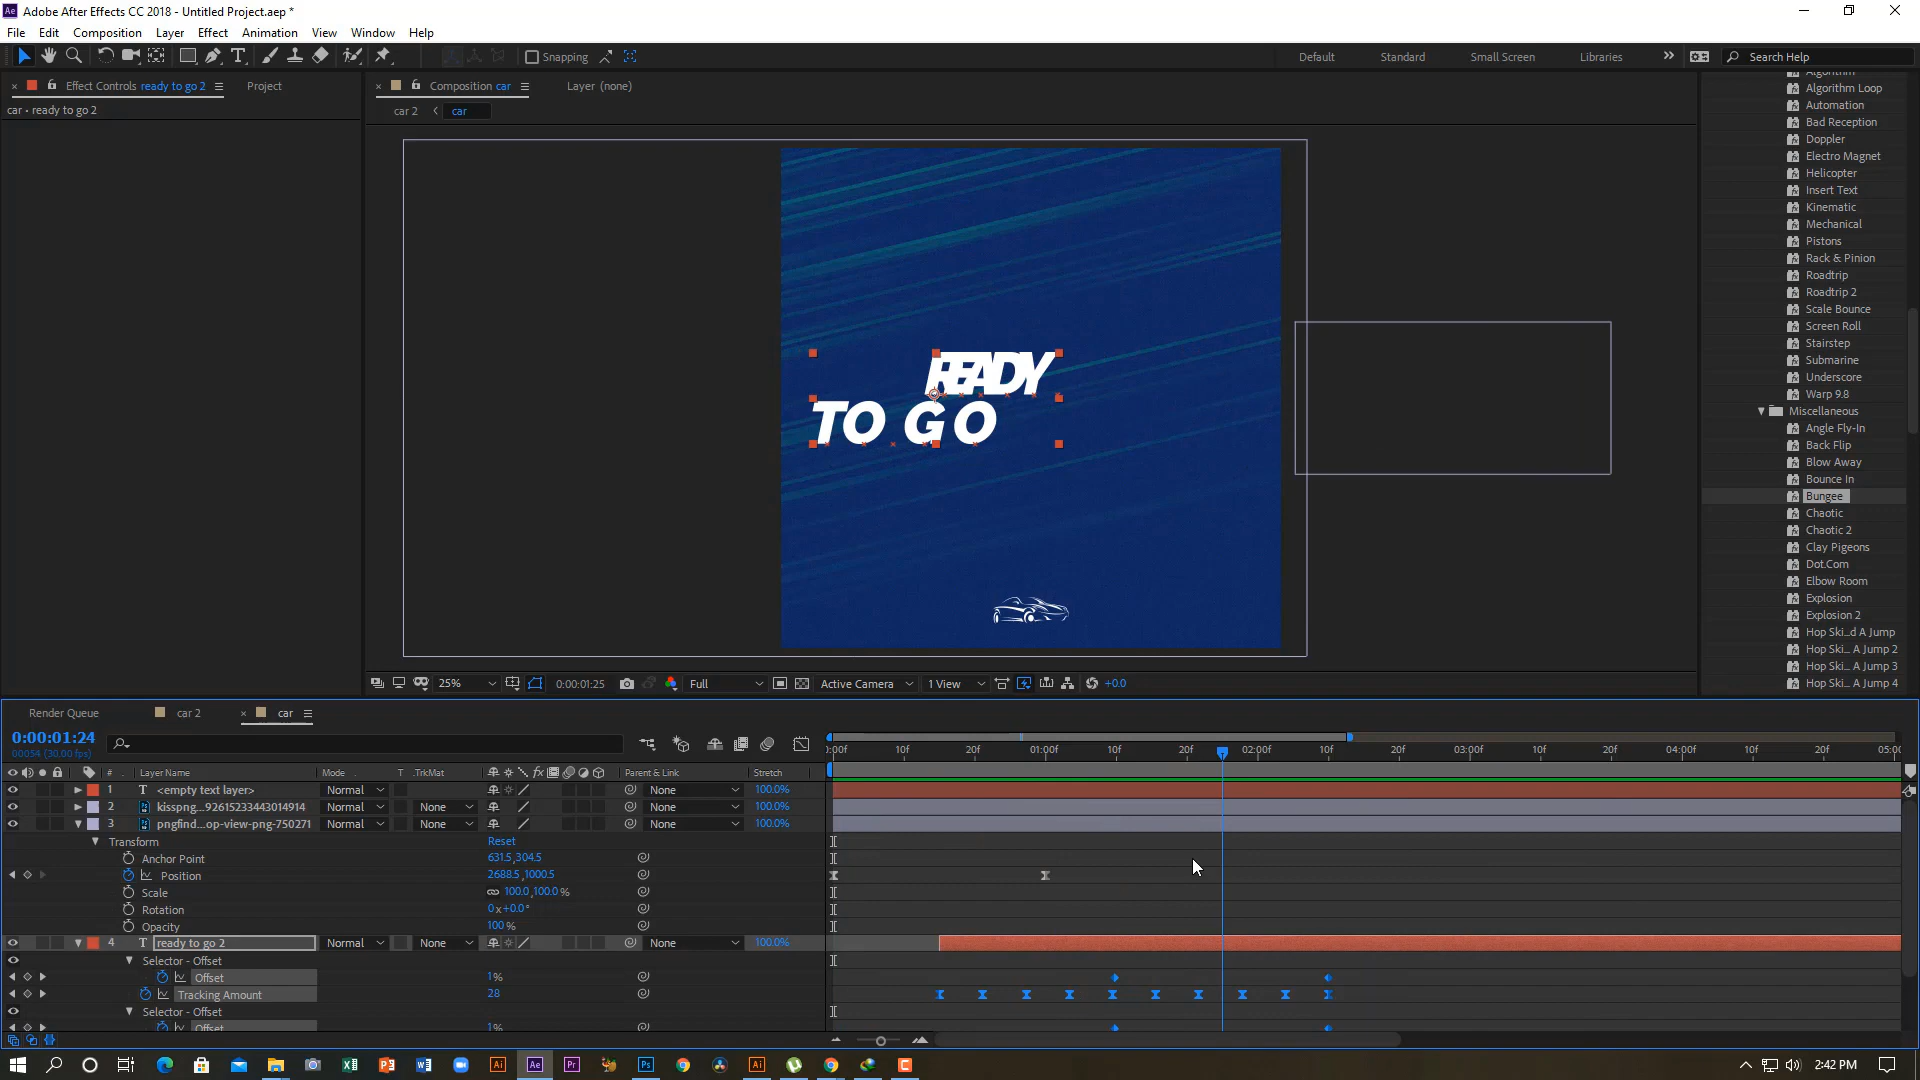 Adobe After Effects CC 2018 - Untitled Project.aep *
File Edit Composition Layer Effect Animation View Window Help
Snapping
Default Standard Small Screen Libraries Search Help
Effect Controls ready to go 2 Project
Composition car Layer (none)
car • ready to go 2
car 2 car
Algorithm
Algorithm Loop
Automation
Bad Reception
Doppler
Electro Magnet
Helicopter
Insert Text
Kinematic
Mechanical
Pistons
Rack & Pinion
Roadtrip
Roadtrip 2
Scale Bounce
Screen Roll
Stairstep
Submarine
Underscore
Warp 9.8
Miscellaneous
Angle Fly-In
Back Flip
Blow Away
Bounce In
Bungee
Chaotic
Chaotic 2
Clay Pigeons
Dot.Com
Elbow Room
Explosion
Explosion 2
Hop Ski...d A Jump
Hop Ski... A Jump 2
Hop Ski... A Jump 3
Hop Ski... A Jump 4
READY
TO GO
25% 0:00:01:25 Full Active Camera 1 View +0.0
Render Queue car 2 car
0:00:01:24
00054 (30.00 fps)
0:00f 10f 20f 01:00f 10f 20f 02:00f 10f 20f 03:00f 10f 20f 04:00f 10f 20f 05:00
# Layer Name Mode T .TrkMat Parent & Link Stretch
1 T <empty text layer> Normal None 100.0%
2 kisspng...92615233443014914 Normal None None 100.0%
3 pngfind...op-view-png-750271 Normal None None 100.0%
Transform Reset
Anchor Point 631.5,304.5
Position 2688.5,1000.5
Scale 100.0,100.0%
Rotation 0x+0.0°
Opacity 100%
4 T ready to go 2 Normal None None 100.0%
Selector - Offset
Offset 1%
Tracking Amount 28
Selector - Offset
Offset 1%
2:42 PM